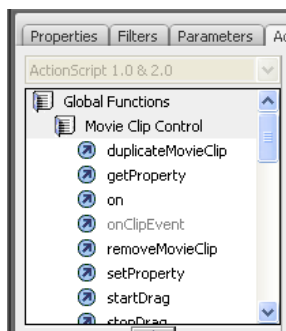 Properties Filters Parameters
ActionScript 1.0 & 2.0
Global Functions
Movie Clip Control
duplicateMovieClip
getProperty
on
onClipEvent
removeMovieClip
setProperty
startDrag
stopDrag